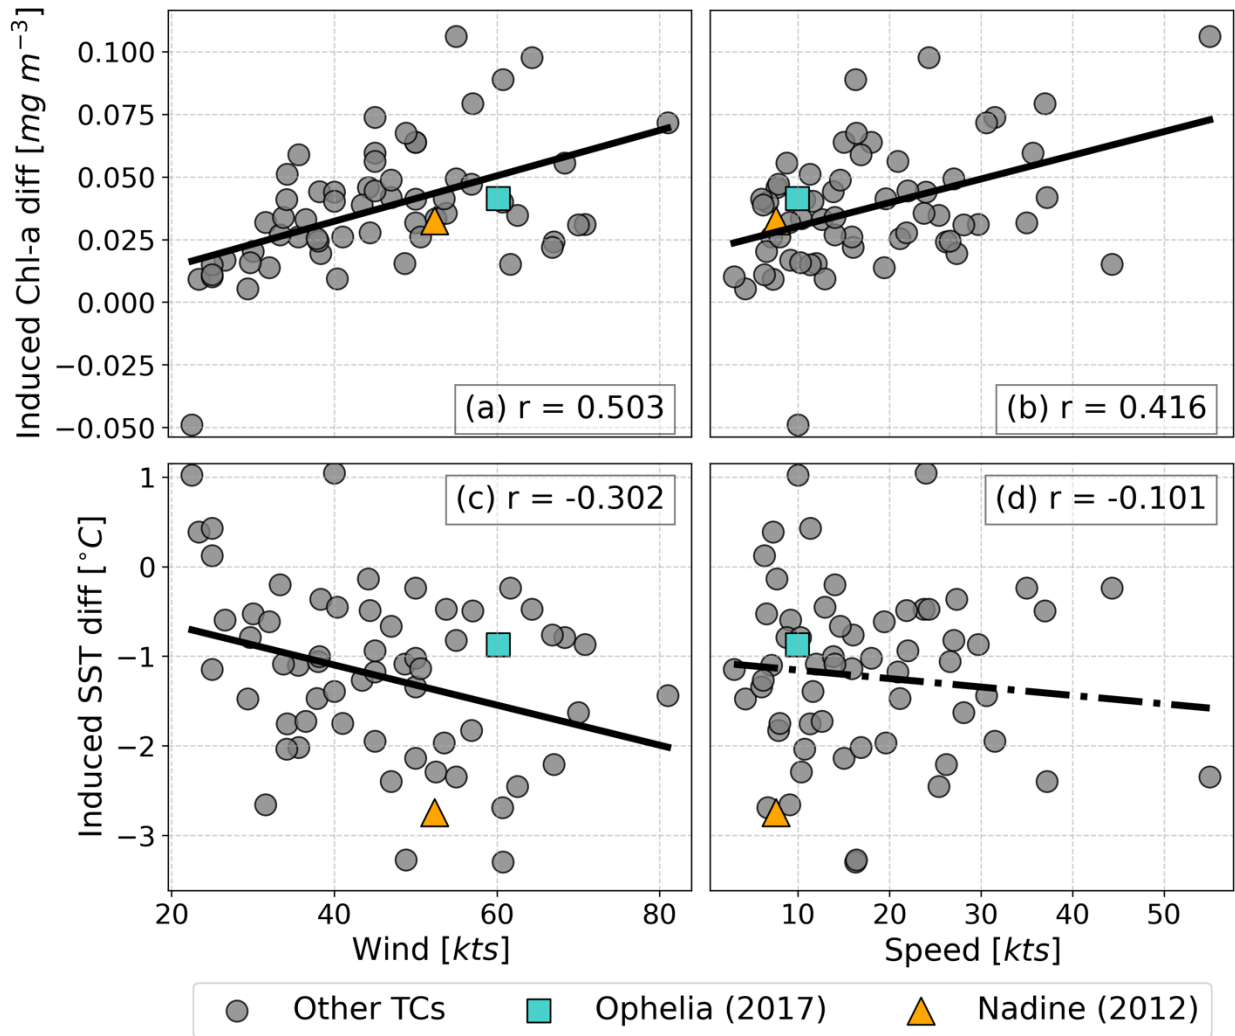 Induced Chl-a diff [mg m⁻³]
0.100
0.075
0.050
0.025
0.000
−0.025
−0.050
(a) r = 0.503
(b) r = 0.416
Induced SST diff [°C]
1
0
−1
−2
−3
(c) r = -0.302
(d) r = -0.101
20 40 60 80
10 20 30 40 50
Wind [kts]
Speed [kts]
Other TCs Ophelia (2017) Nadine (2012)